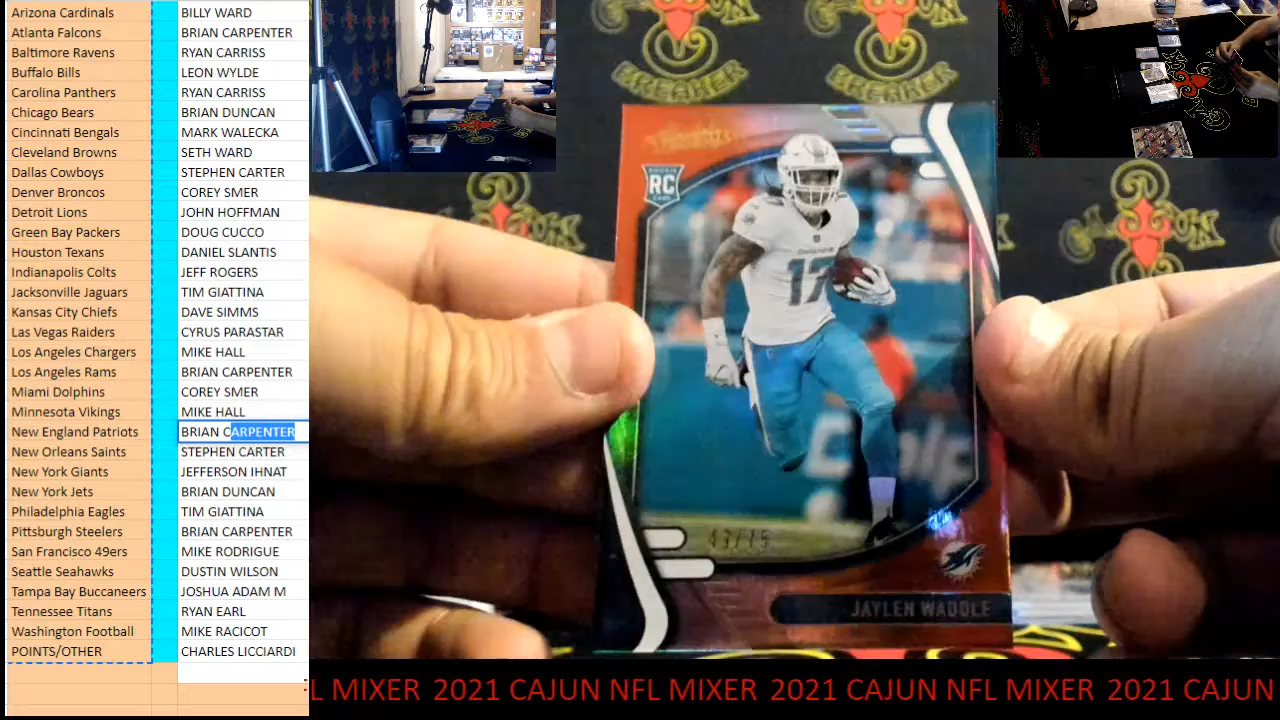 Arizona Cardinals BILLY WARD
Atlanta Falcons BRIAN CARPENTER
Baltimore Ravens RYAN CARRISS
Buffalo Bills LEON WYLDE
Carolina Panthers RYAN CARRISS
Chicago Bears BRIAN DUNCAN
Cincinnati Bengals MARK WALECKA
Cleveland Browns SETH WARD
Dallas Cowboys STEPHEN CARTER
Denver Broncos COREY SMER
Detroit Lions JOHN HOFFMAN
Green Bay Packers DOUG CUCCO
Houston Texans DANIEL SLANTIS
Indianapolis Colts JEFF ROGERS
Jacksonville Jaguars TIM GIATTINA
Kansas City Chiefs DAVE SIMMS
Las Vegas Raiders CYRUS PARASTAR
Los Angeles Chargers MIKE HALL
Los Angeles Rams BRIAN CARPENTER
Miami Dolphins COREY SMER
Minnesota Vikings MIKE HALL
New England Patriots BRIAN CARPENTER
New Orleans Saints STEPHEN CARTER
New York Giants JEFFERSON IHNAT
New York Jets BRIAN DUNCAN
Philadelphia Eagles TIM GIATTINA
Pittsburgh Steelers BRIAN CARPENTER
San Francisco 49ers MIKE RODRIGUE
Seattle Seahawks DUSTIN WILSON
Tampa Bay Buccaneers JOSHUA ADAM M
Tennessee Titans RYAN EARL
Washington Football MIKE RACICOT
POINTS/OTHER CHARLES LICCIARDI
RC
17
43/75
JAYLEN WADDLE
BREAKER
BREAKER
L MIXER 2021 CAJUN NFL MIXER 2021 CAJUN NFL MIXER 2021 CAJUN